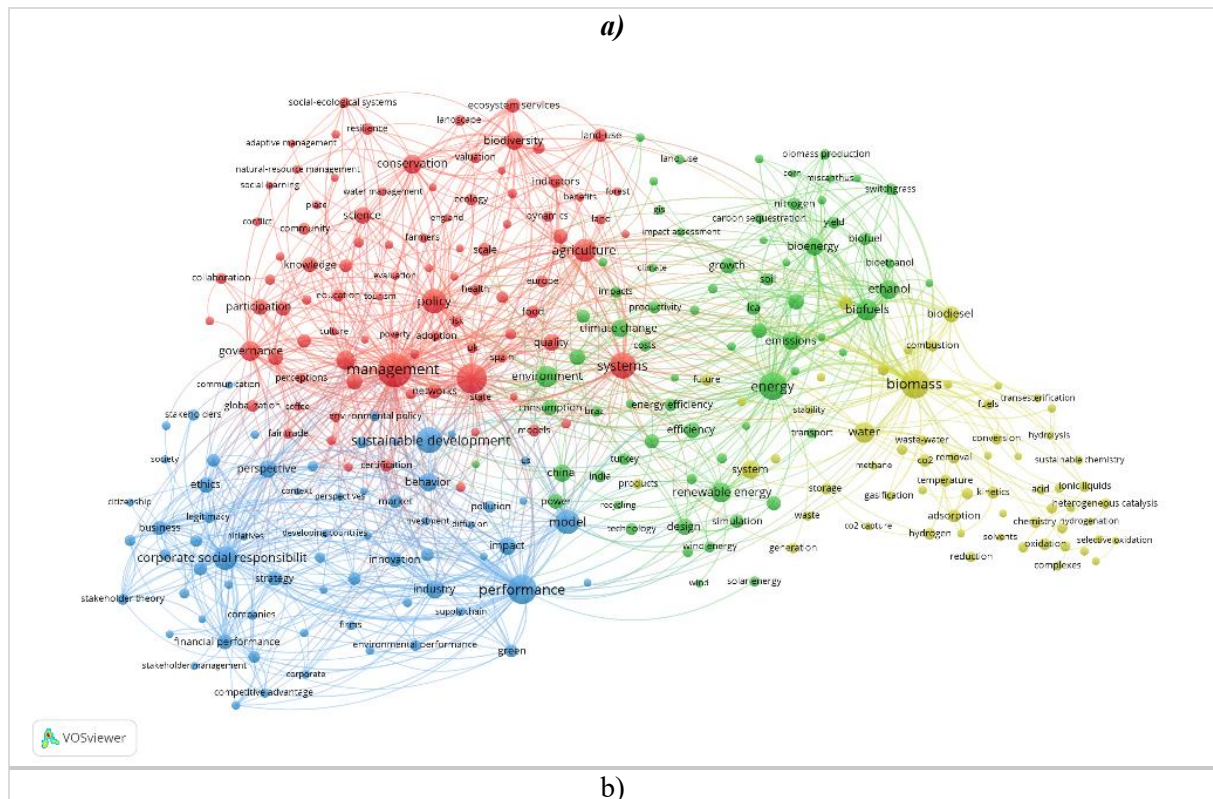 a)
social-ecological systems
ecosystem services
resilience
landscape
land-use
adaptive management
biodiversity
conservation
valuation
land use
biomass production
natural-resource management
corn
miscanthus
social learning
water management
indicators
switchgrass
ecology
benefits
forest
nitrogen
place
science
england
dynamics
land
gis
carbon sequestration
yield
conflict
community
farmers
scale
agriculture
impact assessment
bioenergy
biofuel
knowledge
evaluation
climate
growth
bioethanol
collaboration
education
tourism
health
europe
impacts
soil
ethanol
participation
policy
food
productivity
lca
biofuels
biodiesel
culture
risk
adoption
climate change
poverty
quality
costs
emissions
combustion
governance
uk
spain
management
systems
communication
perceptions
networks
state
environment
future
energy
biomass
globalization
coffee
consumption
energy efficiency
fuels
transesterification
stakeholders
environmental policy
stability
fairtrade
models
efficiency
transport
water
waste-water
conversion
hydrolysis
sustainable development
society
certification
us
turkey
methane
co2
removal
sustainable chemistry
perspective
china
india
system
temperature
ethics
behavior
products
storage
gasification
kinetics
acid
ionic liquids
citizenship
context
perspectives
market
power
renewable energy
heterogeneous catalysis
legitimacy
investment
pollution
recycling
waste
adsorption
business
initiatives
diffusion
model
technology
design
simulation
co2 capture
hydrogen
chemistry
hydrogenation
developing countries
solvents
selective oxidation
corporate social responsibilit
innovation
impact
wind energy
generation
oxidation
reduction
complexes
strategy
industry
performance
wind
solar energy
stakeholder theory
companies
supply chain
firms
financial performance
environmental performance
green
stakeholder management
corporate
competitive advantage
VOSviewer
b)